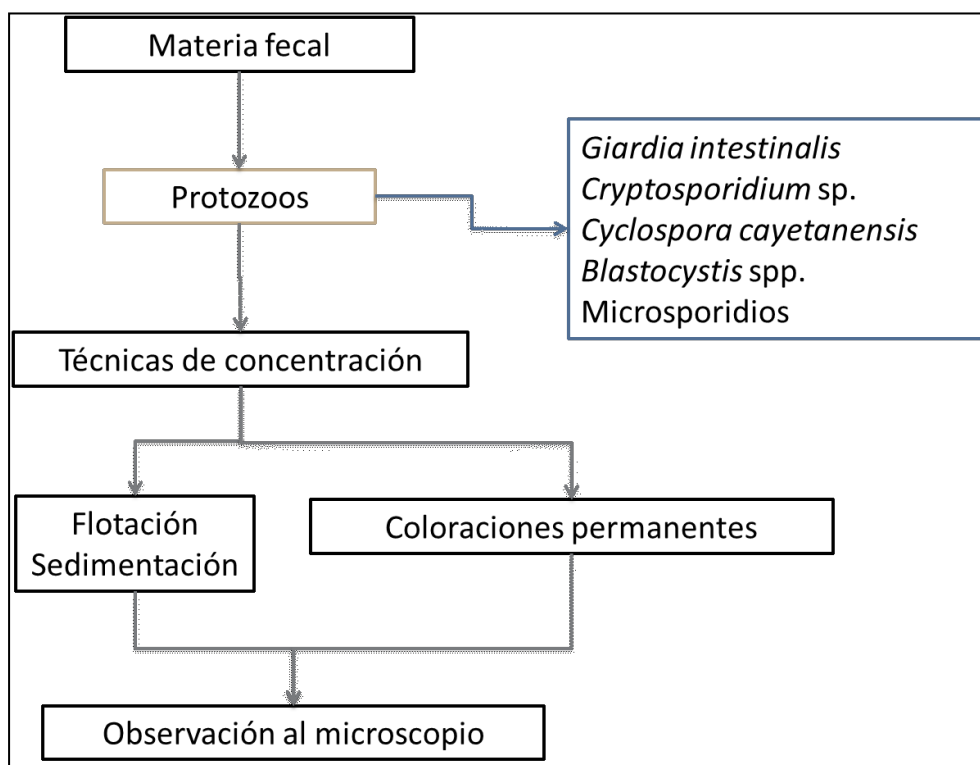 Materia fecal
Protozoos
Giardia intestinalis
Cryptosporidium sp.
Cyclospora cayetanensis
Blastocystis spp.
Microsporidios
Técnicas de concentración
Flotación
Sedimentación
Coloraciones permanentes
Observación al microscopio